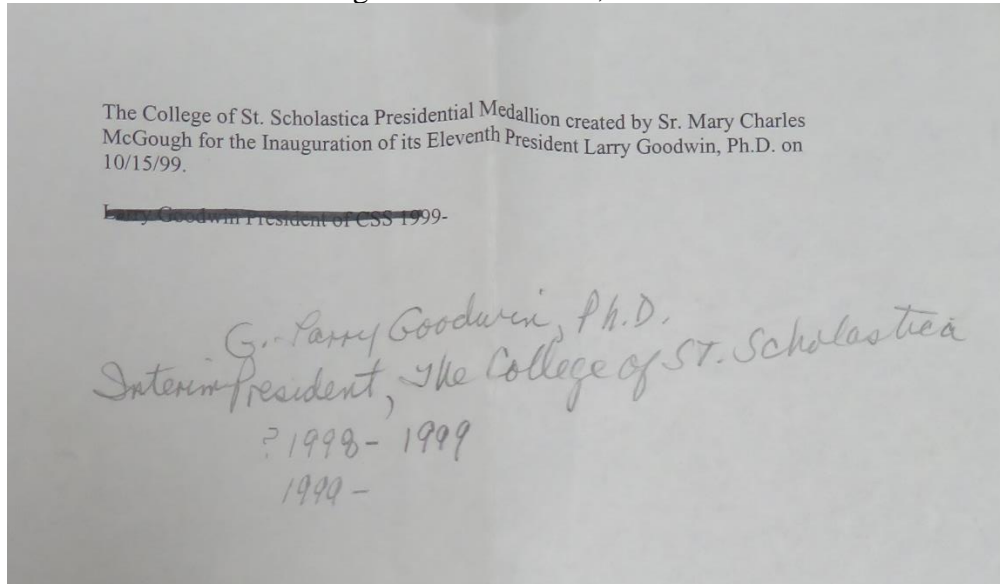 The College of St. Scholastica Presidential Medallion created by Sr. Mary Charles
McGough for the Inauguration of its Eleventh President Larry Goodwin, Ph.D. on
10/15/99.
Larry Goodwin President of CSS 1999-
G. Larry Goodwin, Ph.D.
Interim President, The College of St. Scholastica
? 1998- 1999
1999 -